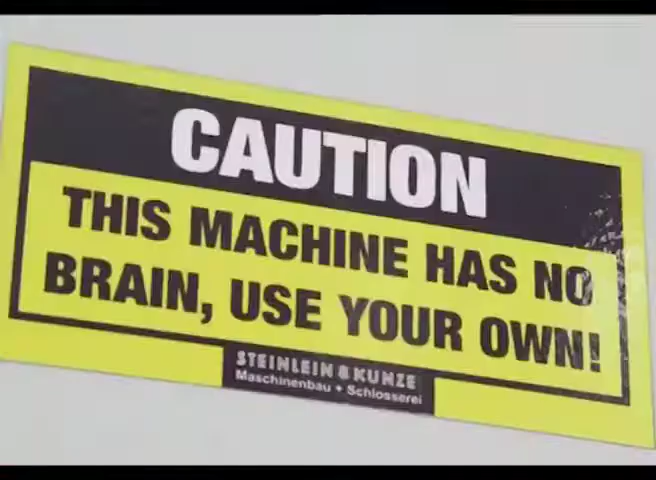 CAUTION
THIS MACHINE HAS NO
BRAIN, USE YOUR OWN!
STEINLEIN & KUNZE
Maschinenbau • Schlosserei